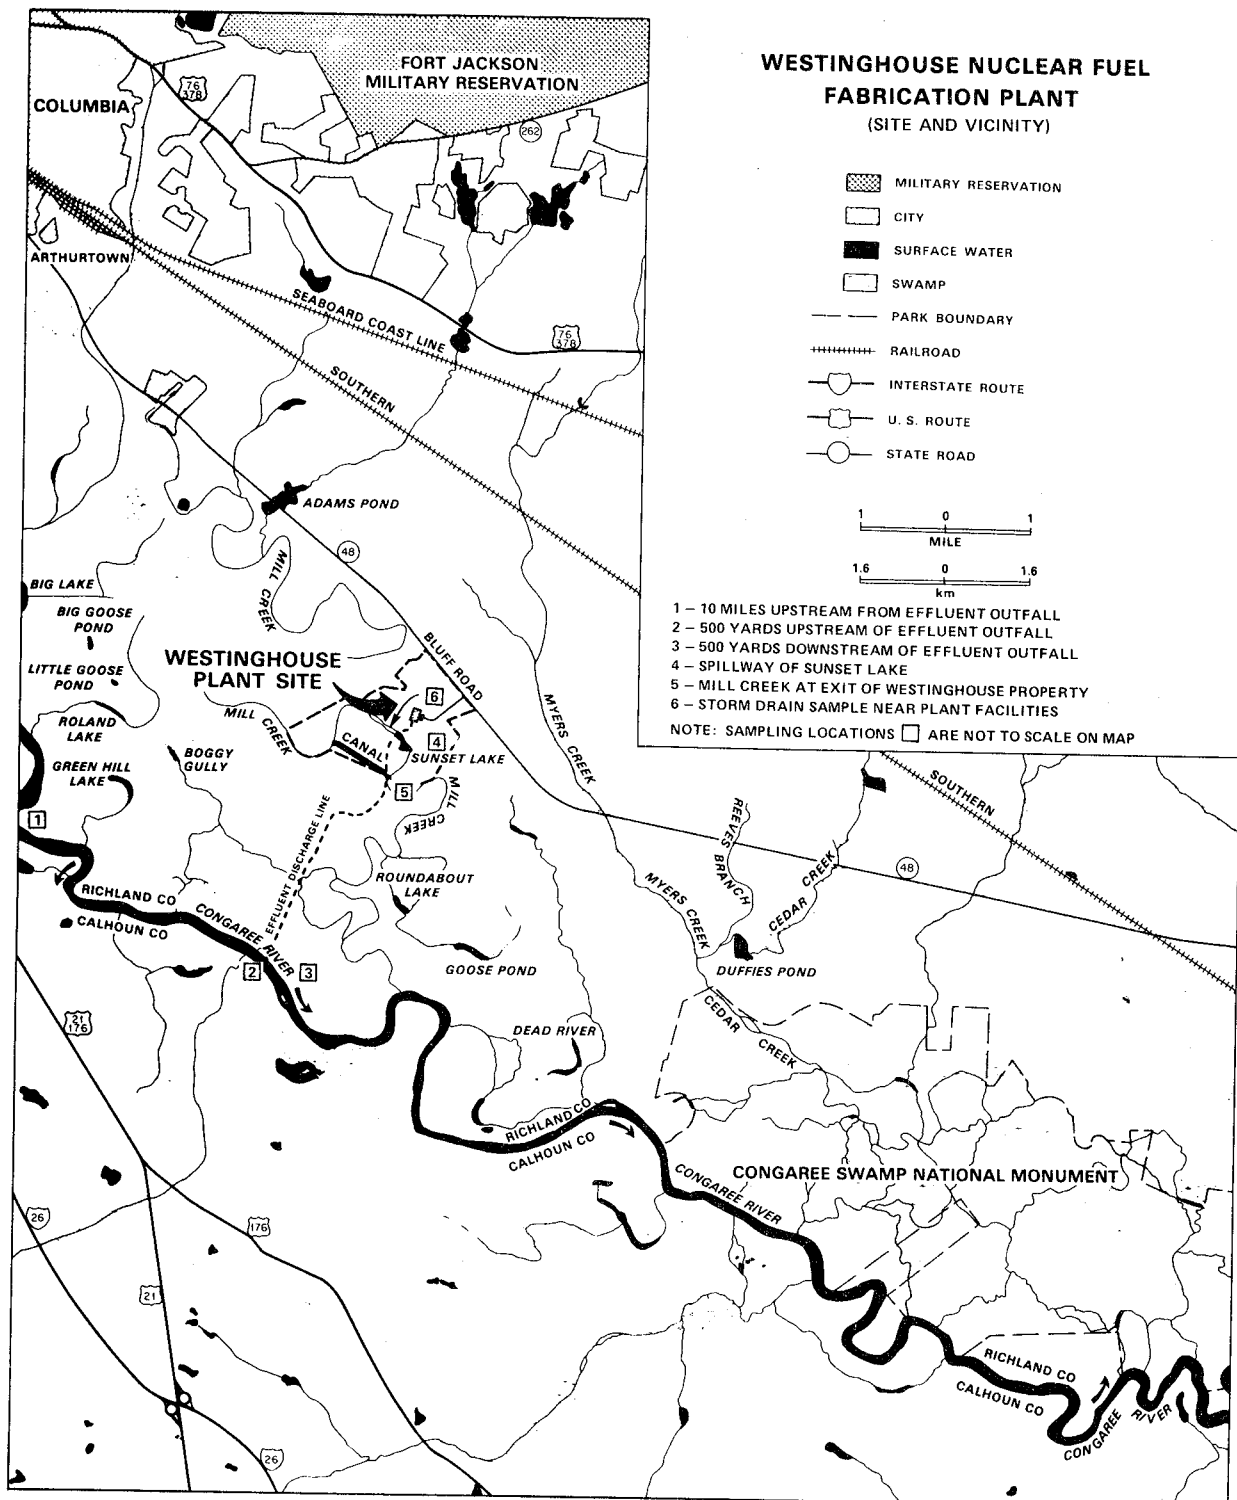 WESTINGHOUSE NUCLEAR FUEL
FABRICATION PLANT
(SITE AND VICINITY)
MILITARY RESERVATION
CITY
SURFACE WATER
SWAMP
PARK BOUNDARY
RAILROAD
INTERSTATE ROUTE
U. S. ROUTE
STATE ROAD
1 0 1
MILE
1.6 0 1.6
km
1 – 10 MILES UPSTREAM FROM EFFLUENT OUTFALL
2 – 500 YARDS UPSTREAM OF EFFLUENT OUTFALL
3 – 500 YARDS DOWNSTREAM OF EFFLUENT OUTFALL
4 – SPILLWAY OF SUNSET LAKE
5 – MILL CREEK AT EXIT OF WESTINGHOUSE PROPERTY
6 – STORM DRAIN SAMPLE NEAR PLANT FACILITIES
NOTE: SAMPLING LOCATIONS ARE NOT TO SCALE ON MAP
FORT JACKSON
MILITARY RESERVATION
76
378
COLUMBIA
262
ARTHURTOWN
SEABOARD COAST LINE
76
378
SOUTHERN
ADAMS POND
48
MILL
CREEK
BIG LAKE
BIG GOOSE
POND
LITTLE GOOSE
POND
WESTINGHOUSE
PLANT SITE
BLUFF ROAD
6
ROLAND
LAKE
MILL
CREEK
CANAL
4
SUNSET LAKE
MYERS CREEK
BOGGY
GULLY
GREEN HILL
LAKE
5
MILL
CREEK
SOUTHERN
1
EFFLUENT DISCHARGE LINE
REEVES
BRANCH
CEDAR CREEK
48
ROUNDABOUT
LAKE
MYERS CREEK
RICHLAND CO
CALHOUN CO
CONGAREE RIVER
2
3
GOOSE POND
DUFFIES POND
21
176
DEAD RIVER
CEDAR
CREEK
RICHLAND CO
CALHOUN CO
CONGAREE SWAMP NATIONAL MONUMENT
CONGAREE RIVER
26
176
21
RICHLAND CO
CALHOUN CO
CONGAREE
RIVER
26